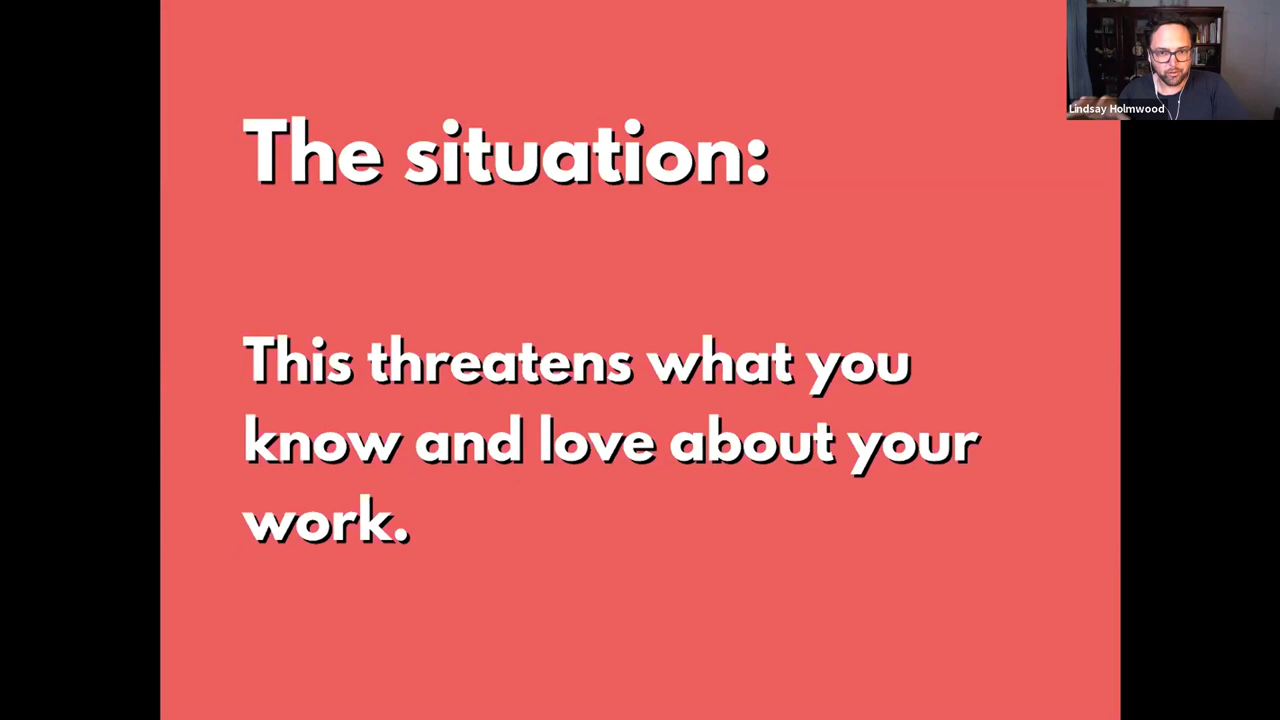 Lindsay Holmwood
The situation:
This threatens what you
know and love about your
work.